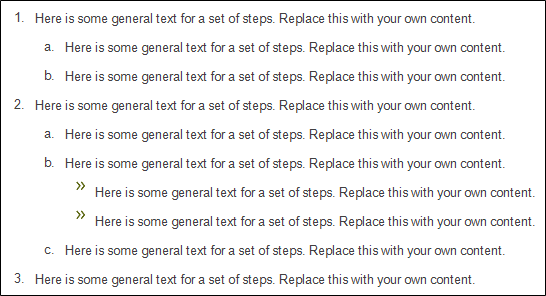 1. Here is some general text for a set of steps. Replace this with your own content.
a. Here is some general text for a set of steps. Replace this with your own content.
b. Here is some general text for a set of steps. Replace this with your own content.
2. Here is some general text for a set of steps. Replace this with your own content.
a. Here is some general text for a set of steps. Replace this with your own content.
b. Here is some general text for a set of steps. Replace this with your own content.
» Here is some general text for a set of steps. Replace this with your own content.
» Here is some general text for a set of steps. Replace this with your own content.
c. Here is some general text for a set of steps. Replace this with your own content.
3. Here is some general text for a set of steps. Replace this with your own content.